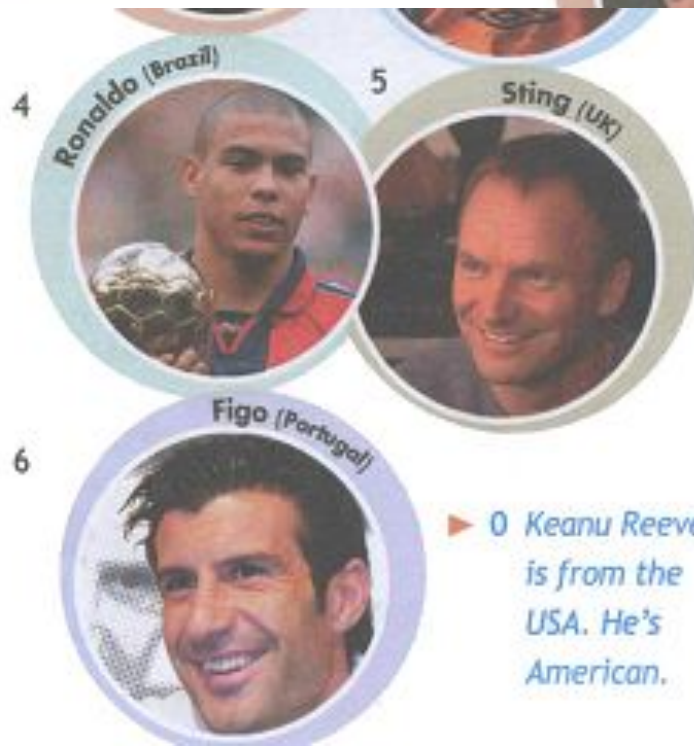 4
Ronaldo (Brazil)
5
Sting (UK)
6
Figo (Portugal)
► 0 Keanu Reeve
is from the
USA. He's
American.